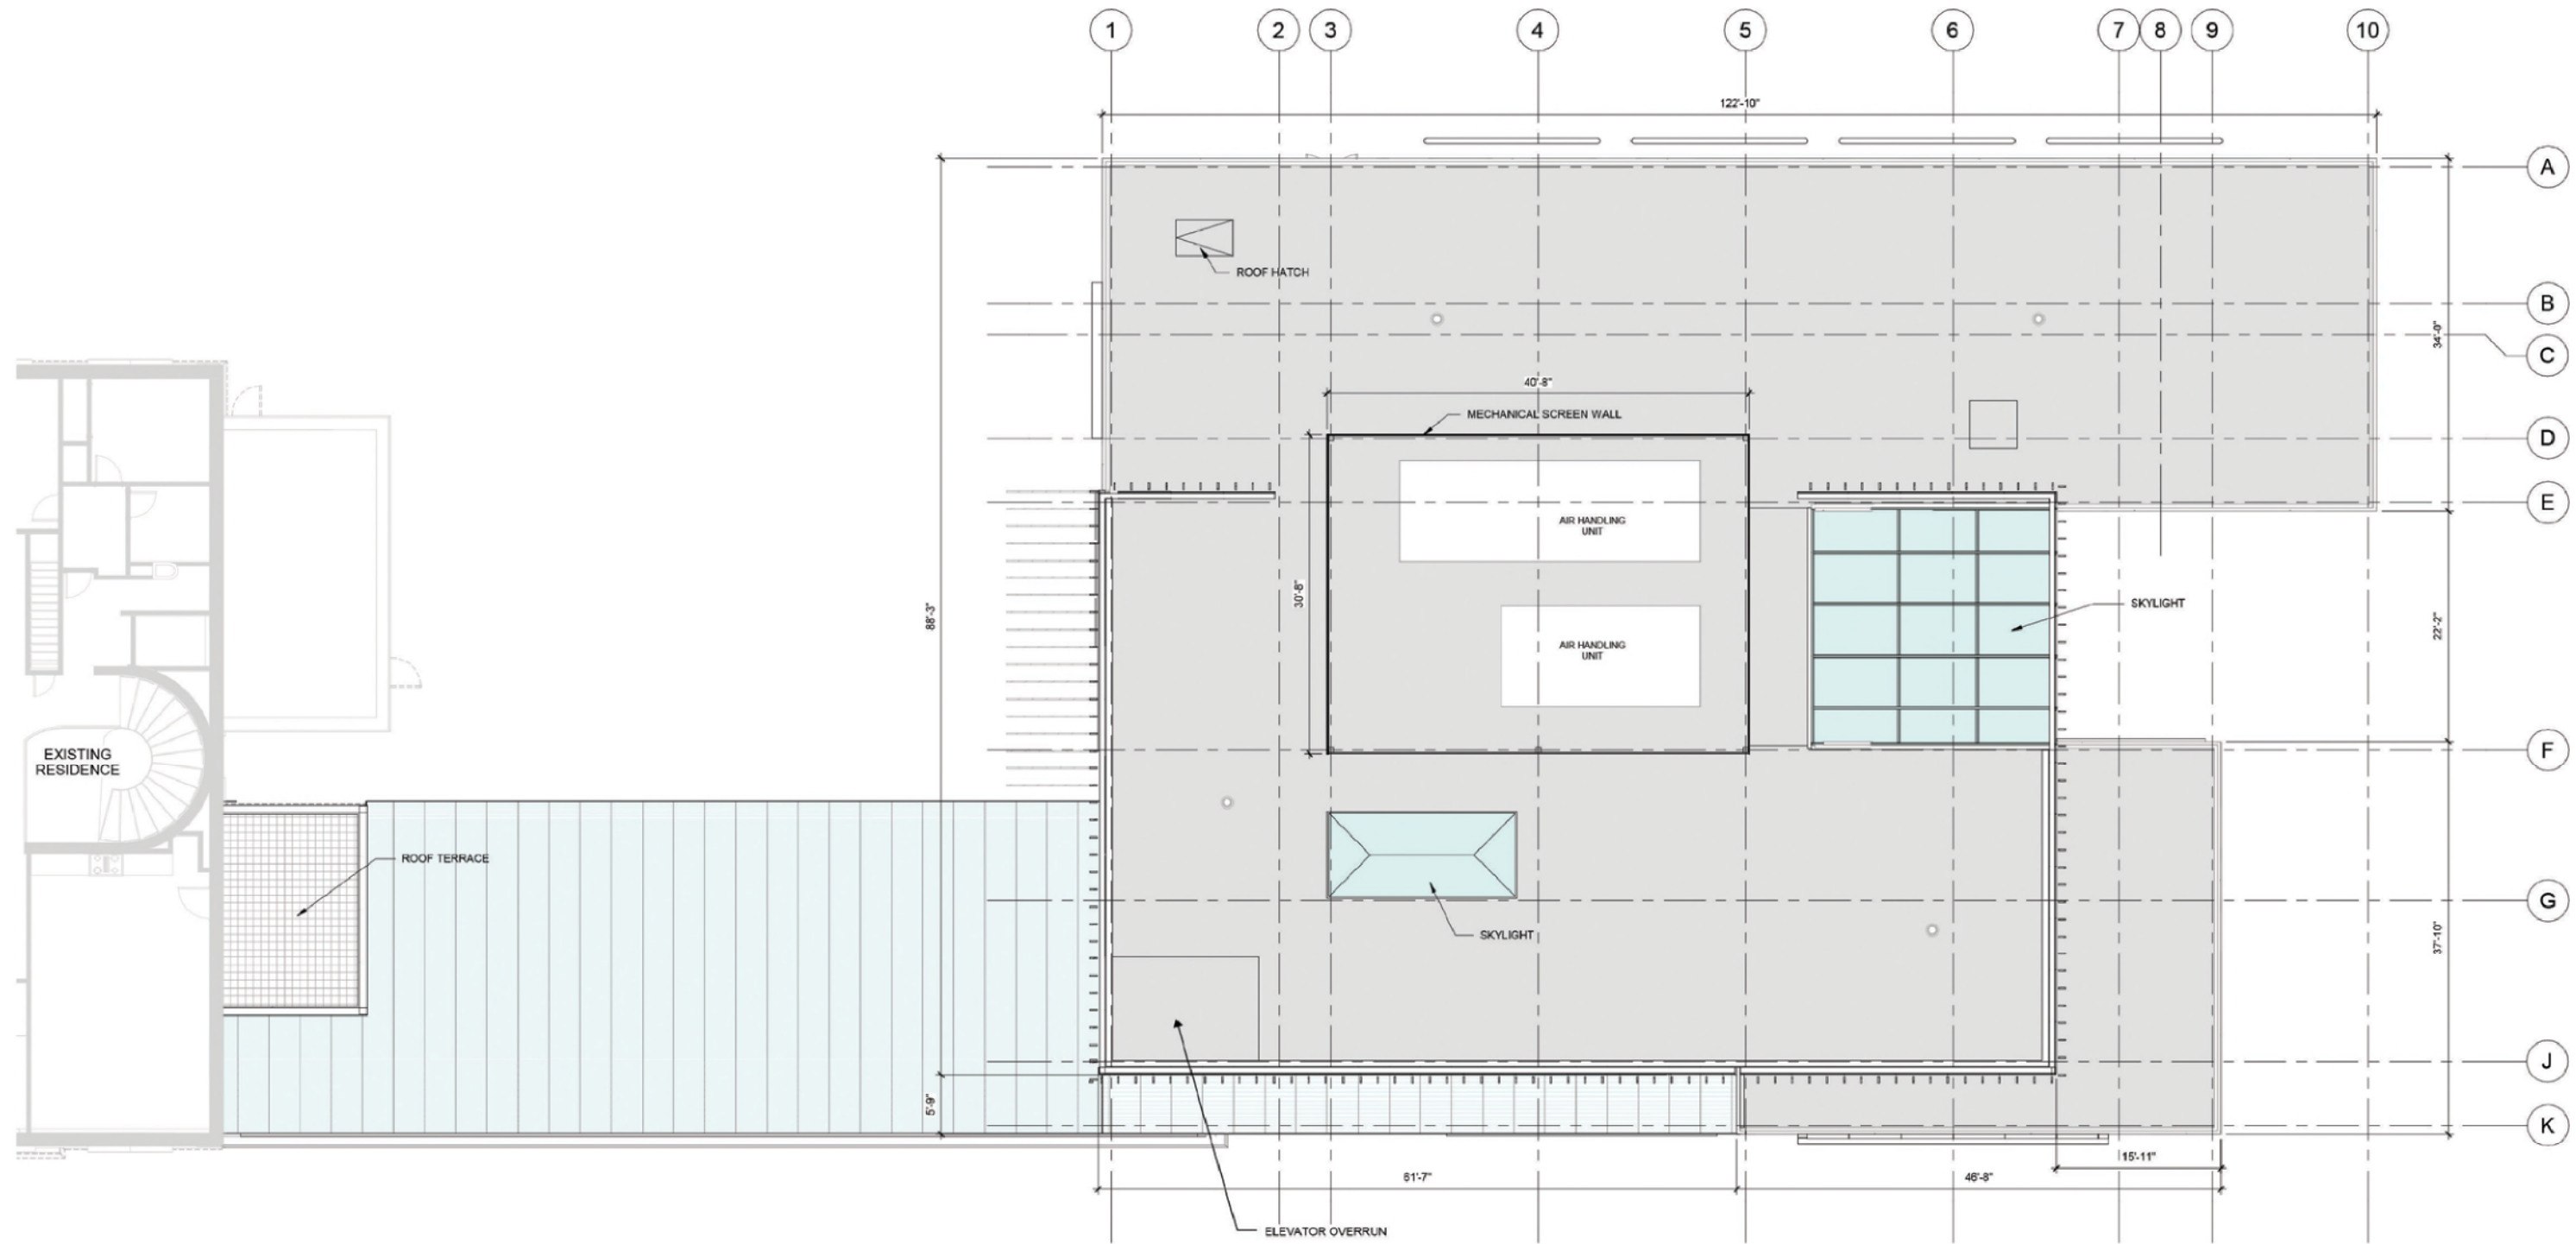 1 2 3 4 5 6 7 8 9 10
122'-10"
A
ROOF HATCH
B
34'-0"
C
40'-8"
MECHANICAL SCREEN WALL
D
E
AIR HANDLING
UNIT
30'-8"
88'-3"
SKYLIGHT
22'-2"
AIR HANDLING
UNIT
F
EXISTING
RESIDENCE
ROOF TERRACE
G
SKYLIGHT
37'-10"
J
5'-9"
K
15'-11"
61'-7"
46'-8"
ELEVATOR OVERRUN